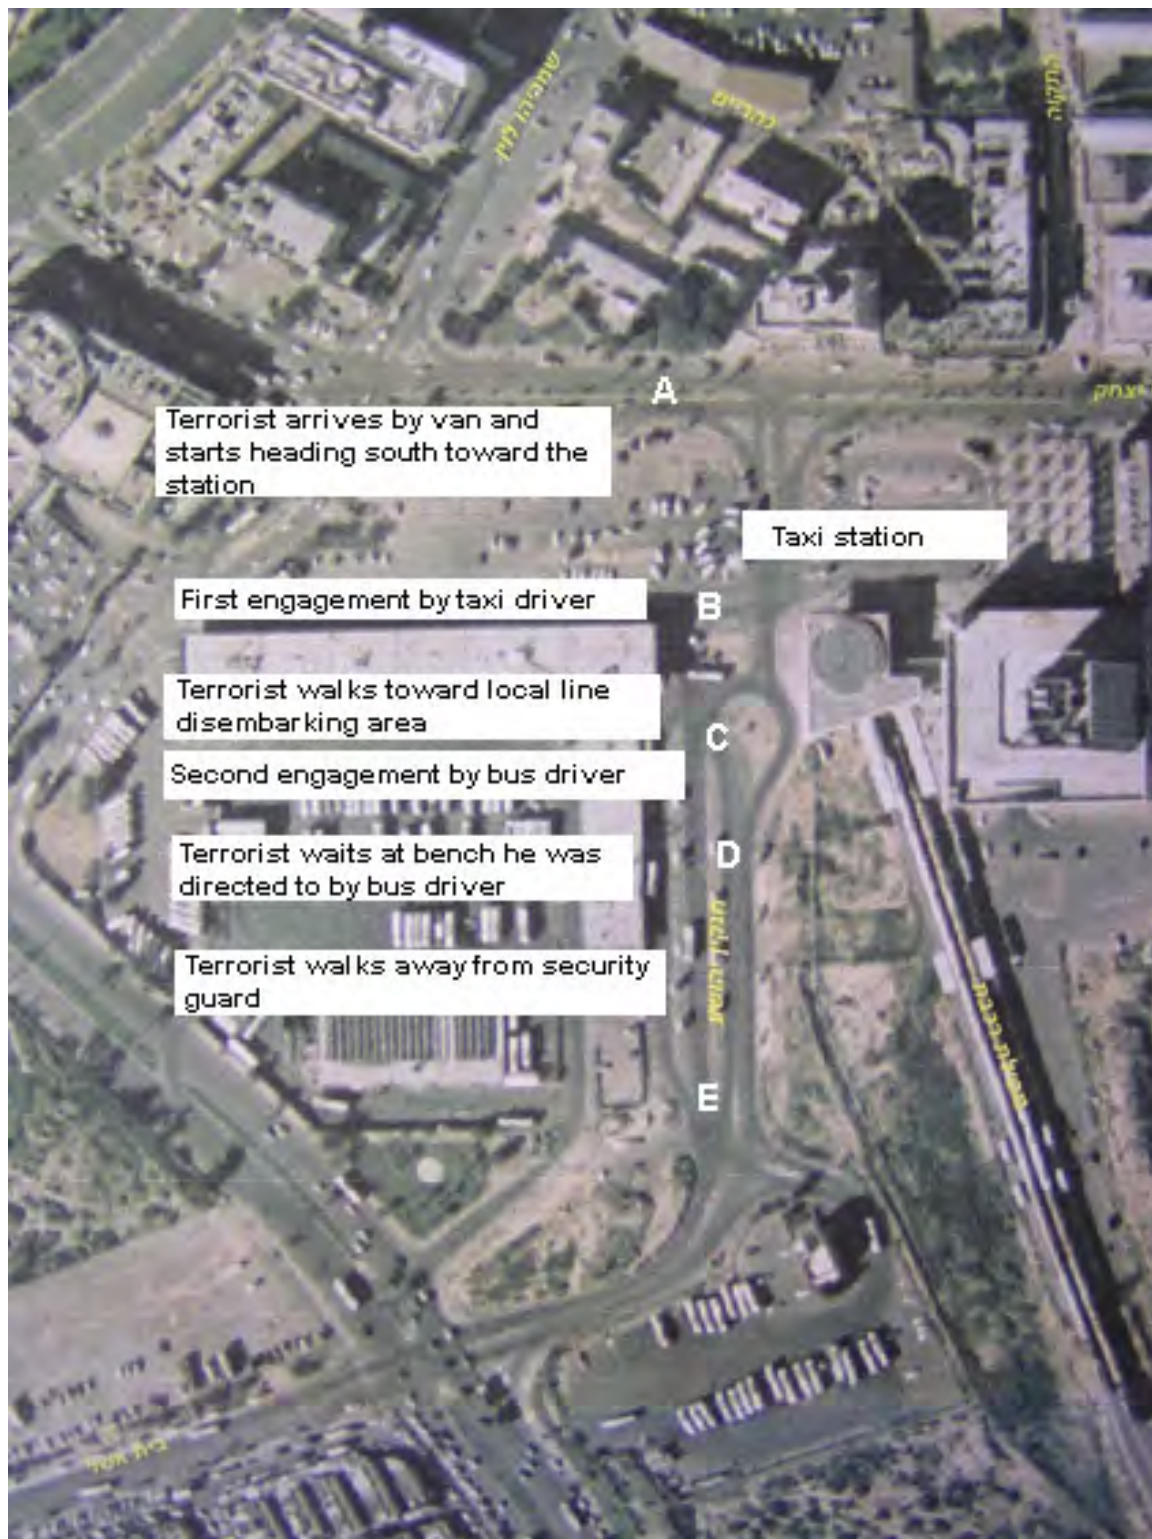 A
Terrorist arrives by van and
starts heading south toward the
station
Taxi station
First engagement by taxi driver
B
Terrorist walks toward local line
disembarking area
C
Second engagement by bus driver
Terrorist waits at bench he was
directed to by bus driver
D
Terrorist walks away from security
guard
E
יצחק